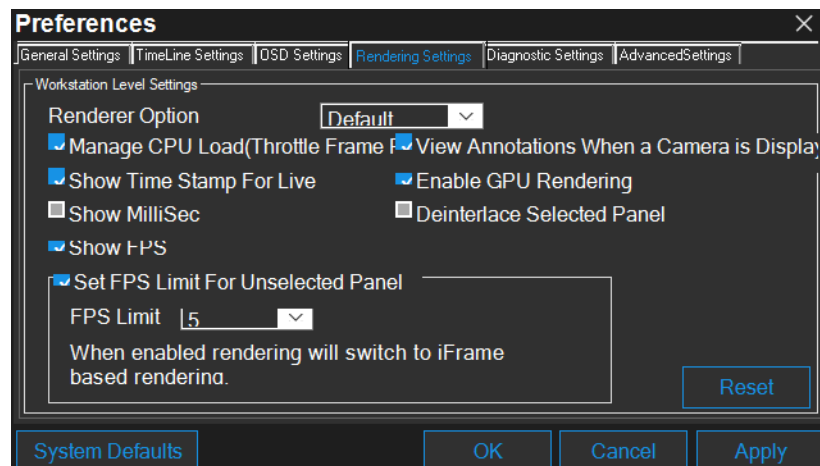 Preferences
General Settings TimeLine Settings OSD Settings Rendering Settings Diagnostic Settings AdvancedSettings
Workstation Level Settings
Renderer Option Default
Manage CPU Load(Throttle Frame View Annotations When a Camera is Display
Show Time Stamp For Live Enable GPU Rendering
Show MilliSec Deinterlace Selected Panel
Show FPS
Set FPS Limit For Unselected Panel
FPS Limit 5
When enabled rendering will switch to iFrame
based rendering.
Reset
System Defaults OK Cancel Apply